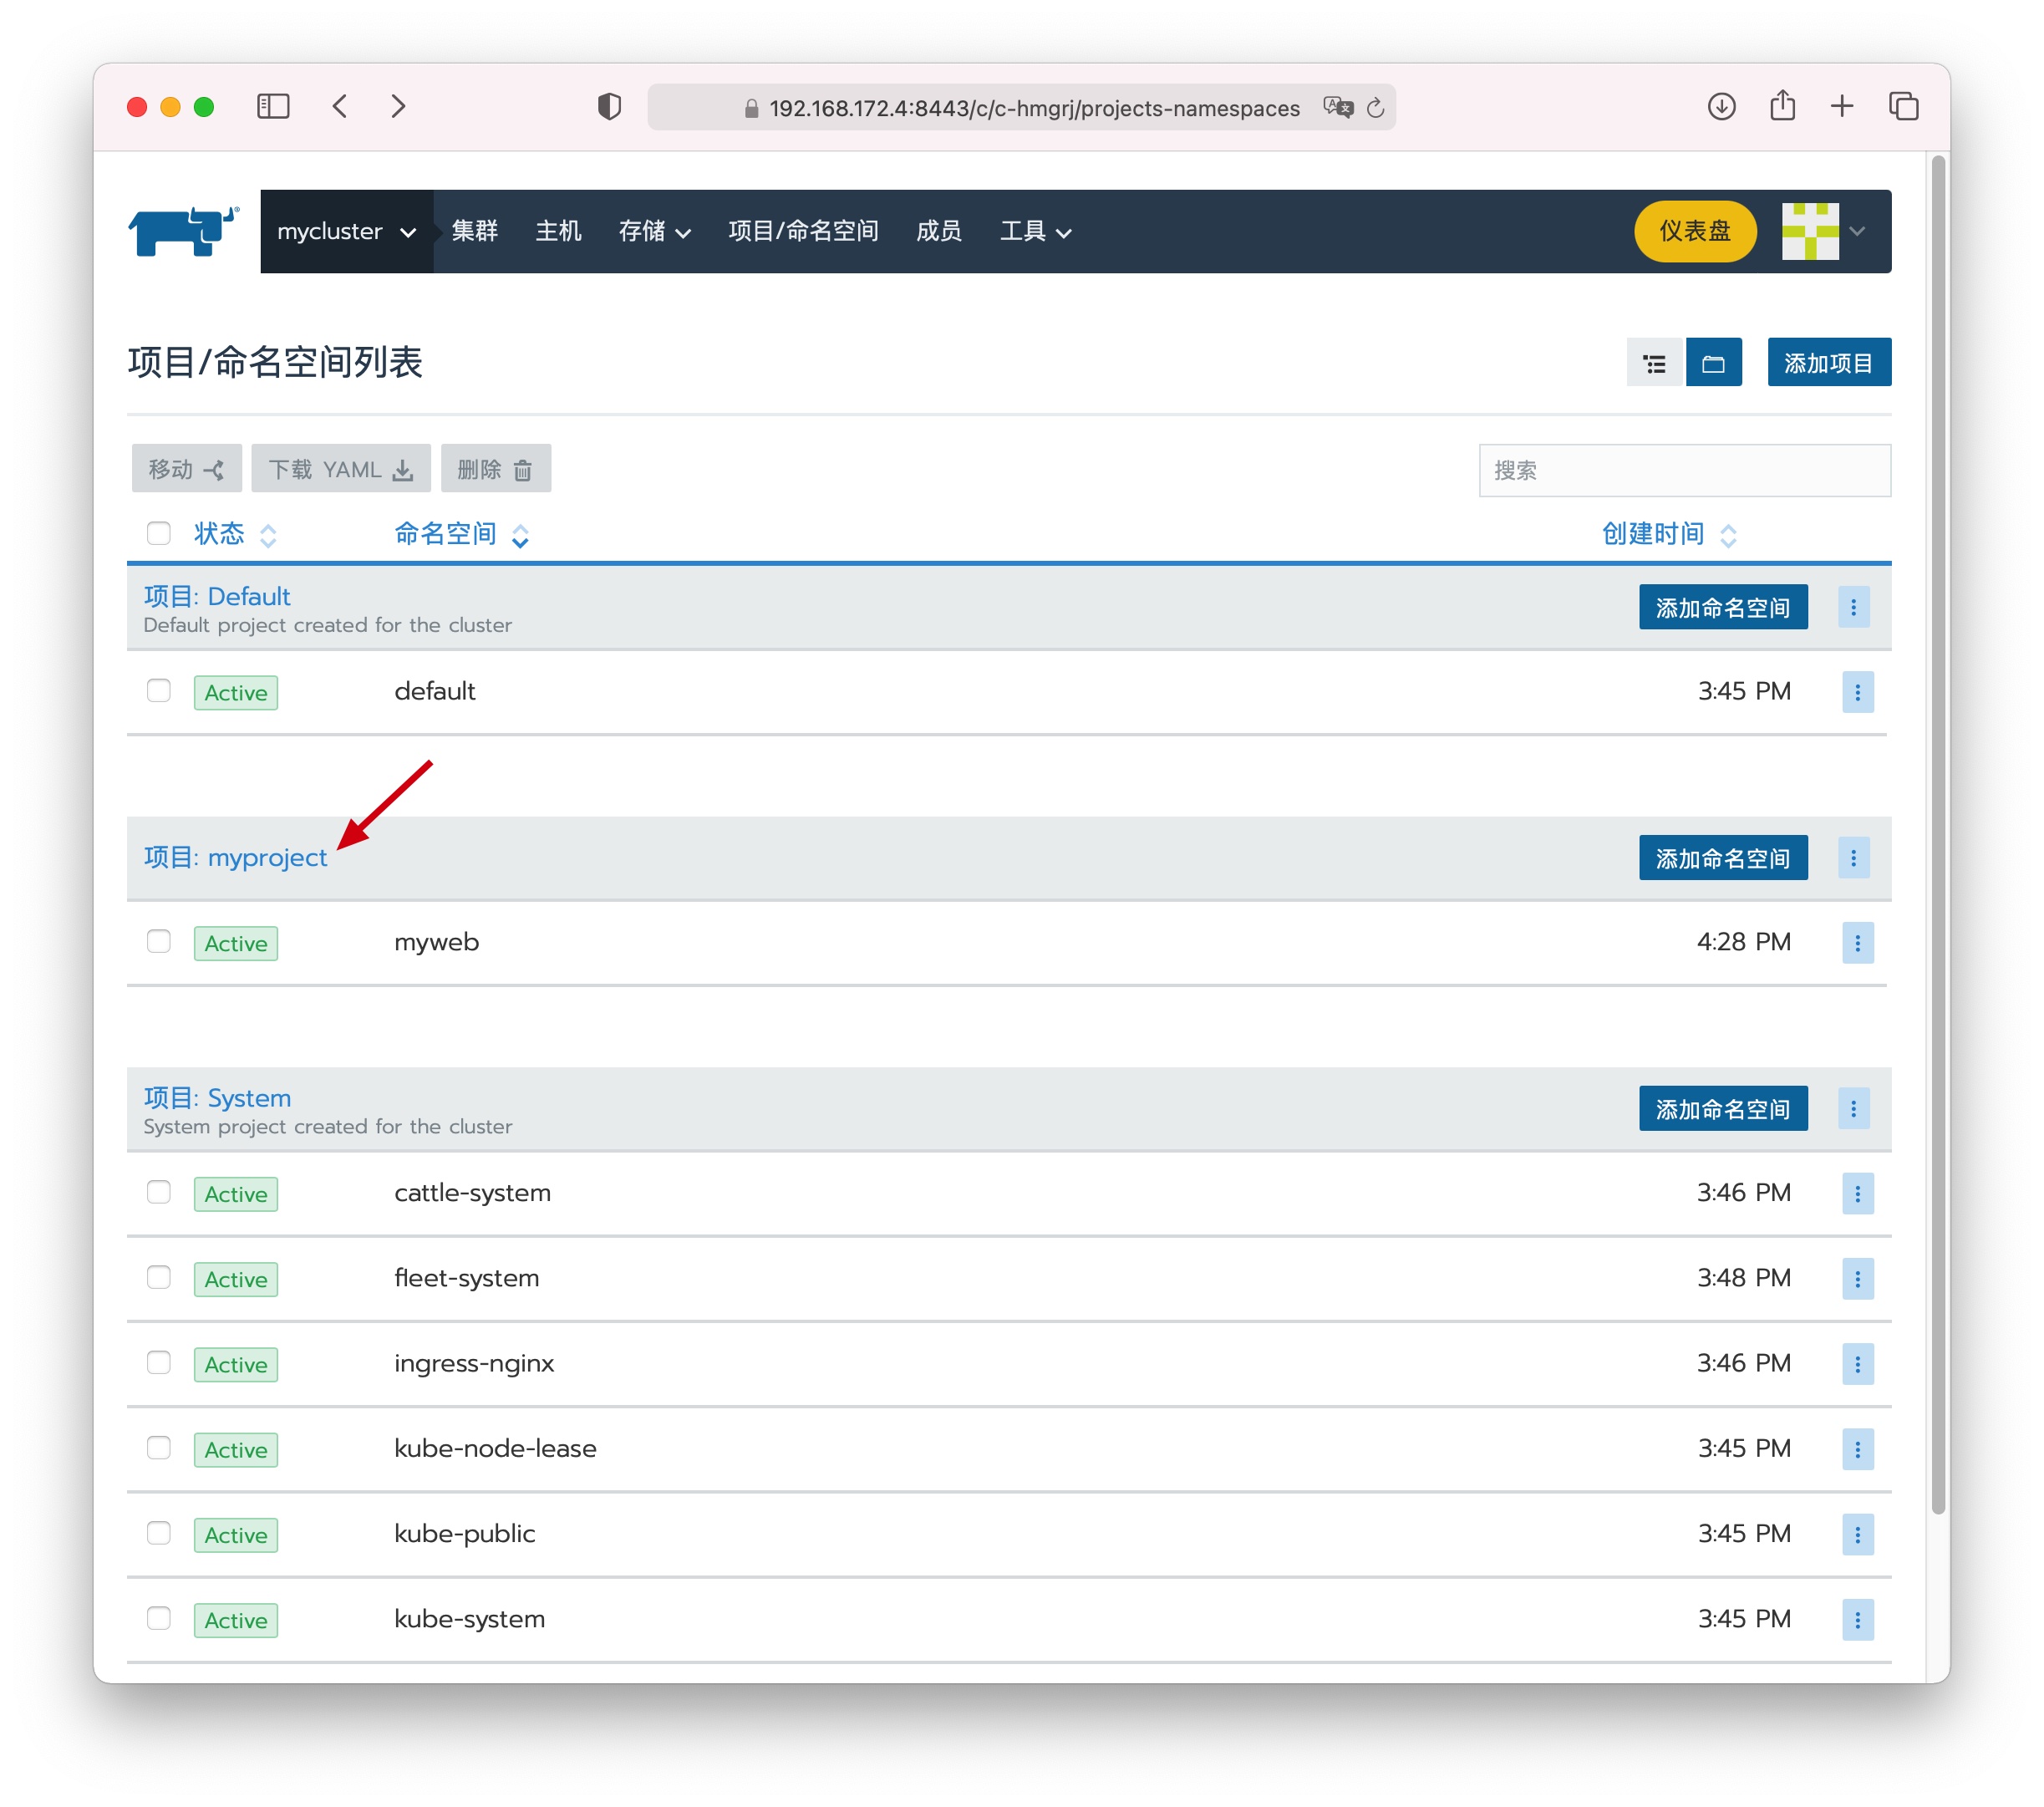 192.168.172.4:8443/c/c-hmgrj/projects-namespaces
mycluster 集群 主机 存储 项目/命名空间 成员 工具 仪表盘
项目/命名空间列表 添加项目
移动 下载 YAML 删除 搜索
状态 命名空间 创建时间
项目: Default 添加命名空间
Default project created for the cluster
Active default 3:45 PM
项目: myproject 添加命名空间
Active myweb 4:28 PM
项目: System 添加命名空间
System project created for the cluster
Active cattle-system 3:46 PM
Active fleet-system 3:48 PM
Active ingress-nginx 3:46 PM
Active kube-node-lease 3:45 PM
Active kube-public 3:45 PM
Active kube-system 3:45 PM